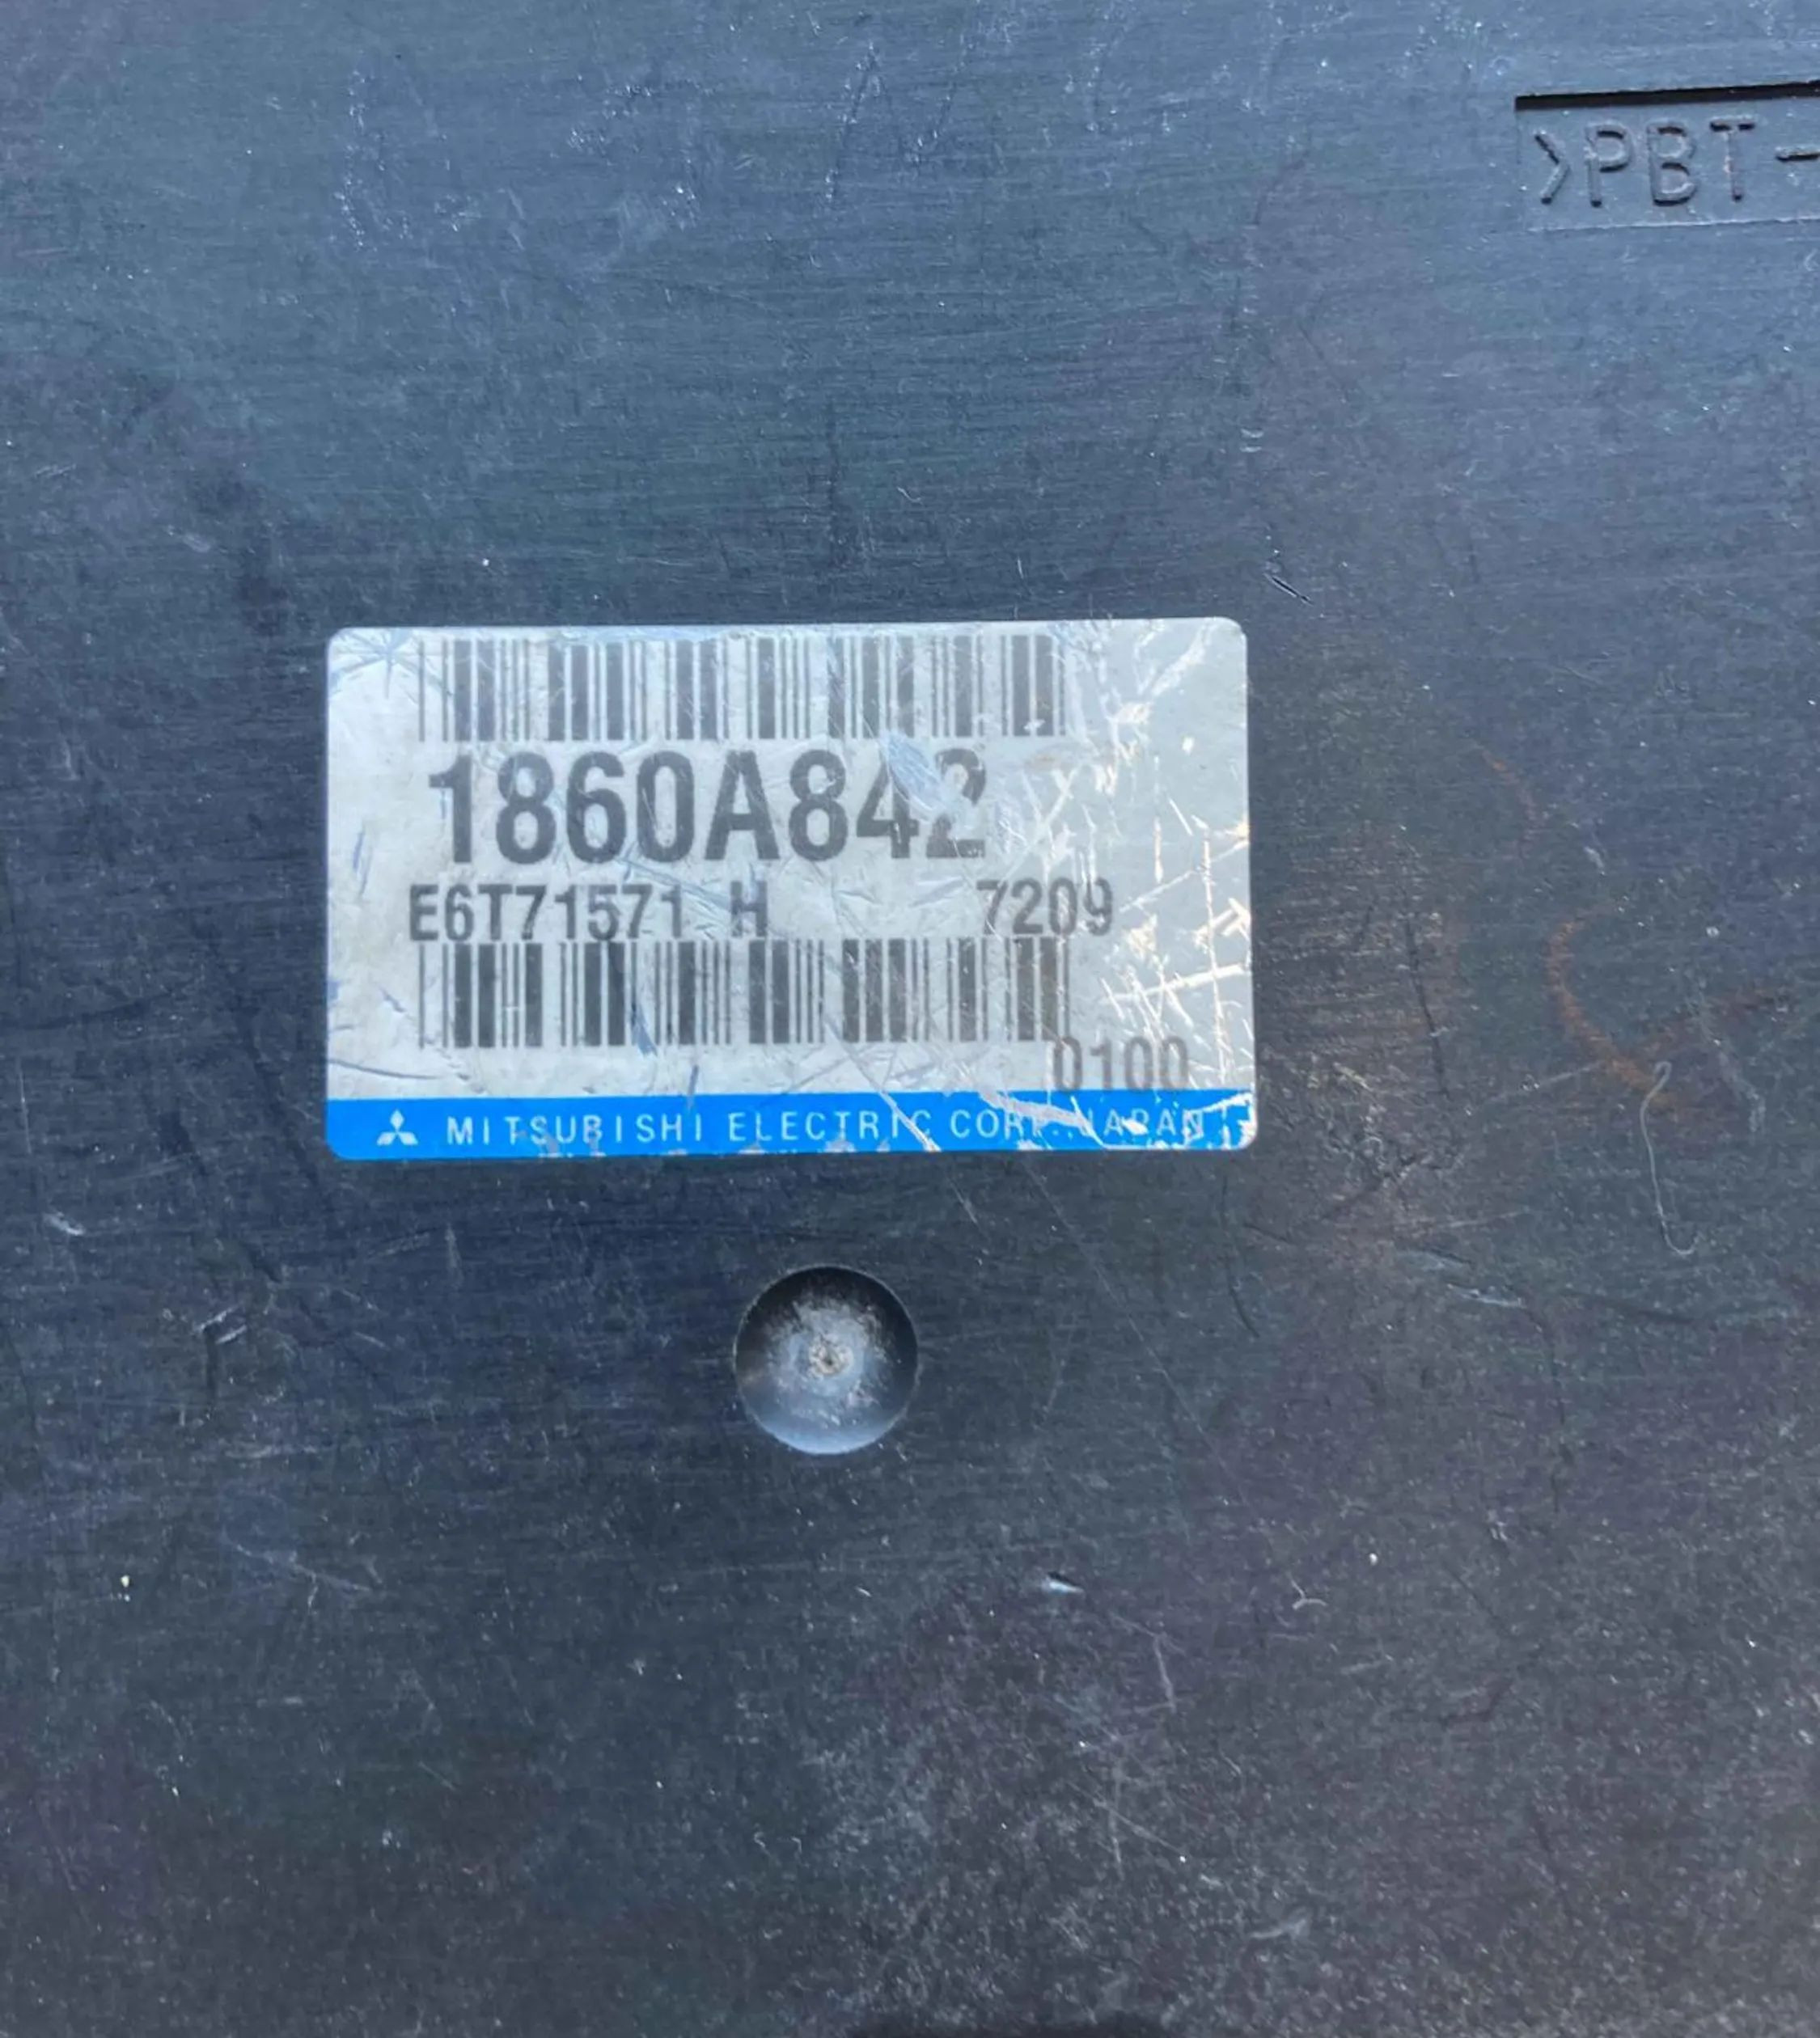 >PBT-
1860A842
E6T71571 H 7209
0100
MITSUBISHI ELECTRIC CORP. JAPAN